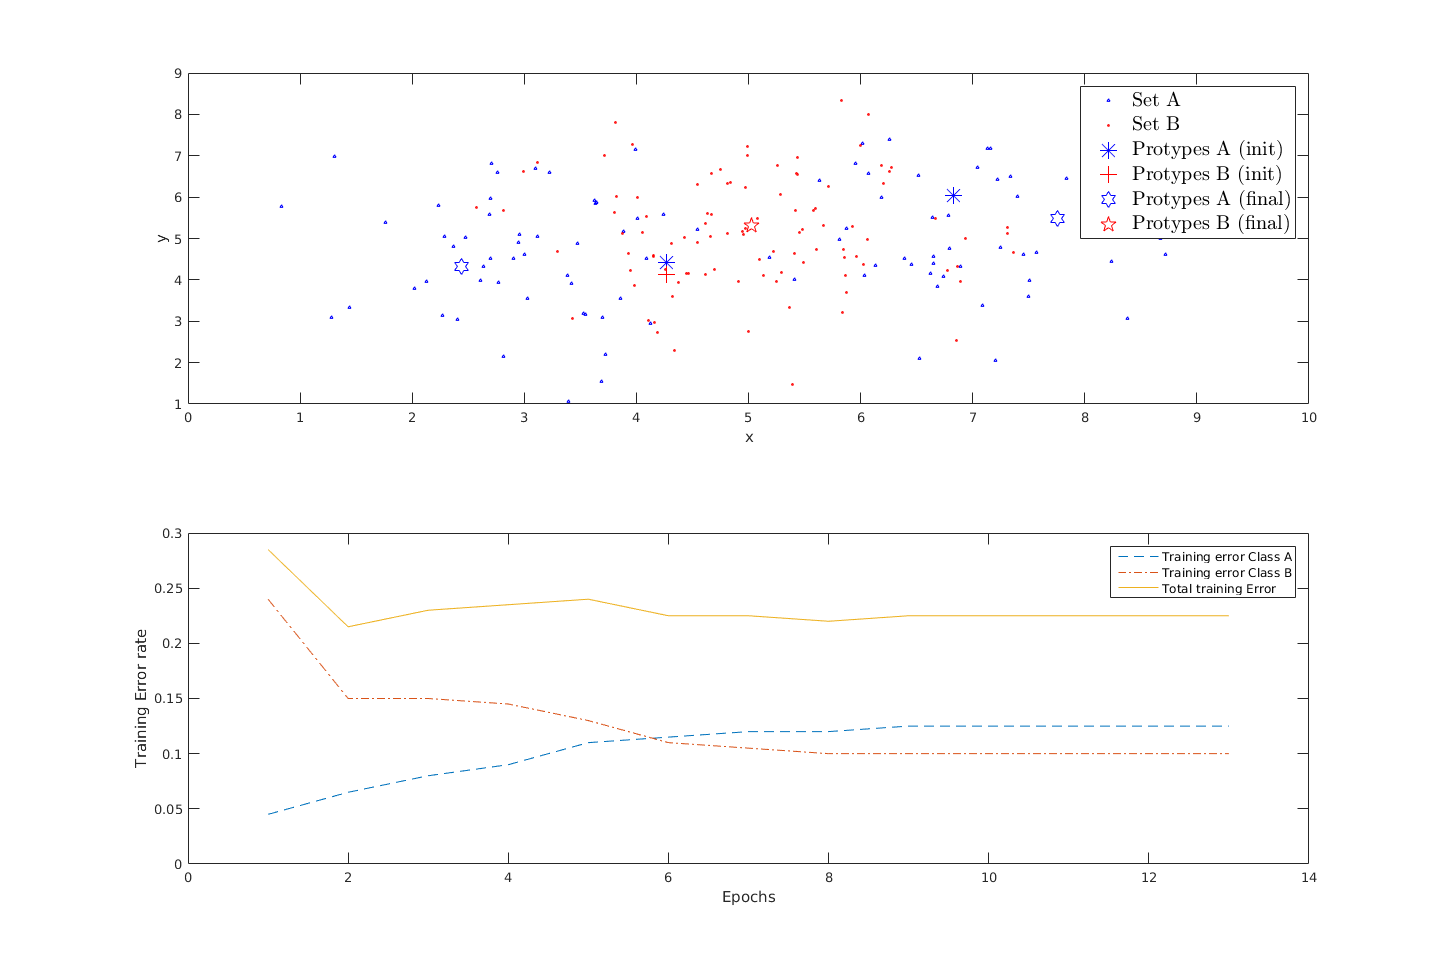 9
8
7
6
5
4
3
2
1
y
0 1 2 3 4 5 6 7 8 9 10
x
Set A
Set B
Protypes A (init)
Protypes B (init)
Protypes A (final)
Protypes B (final)
0.3
0.25
0.2
0.15
0.1
0.05
0
Training Error rate
0 2 4 6 8 10 12 14
Epochs
Training error Class A
Training error Class B
Total training Error